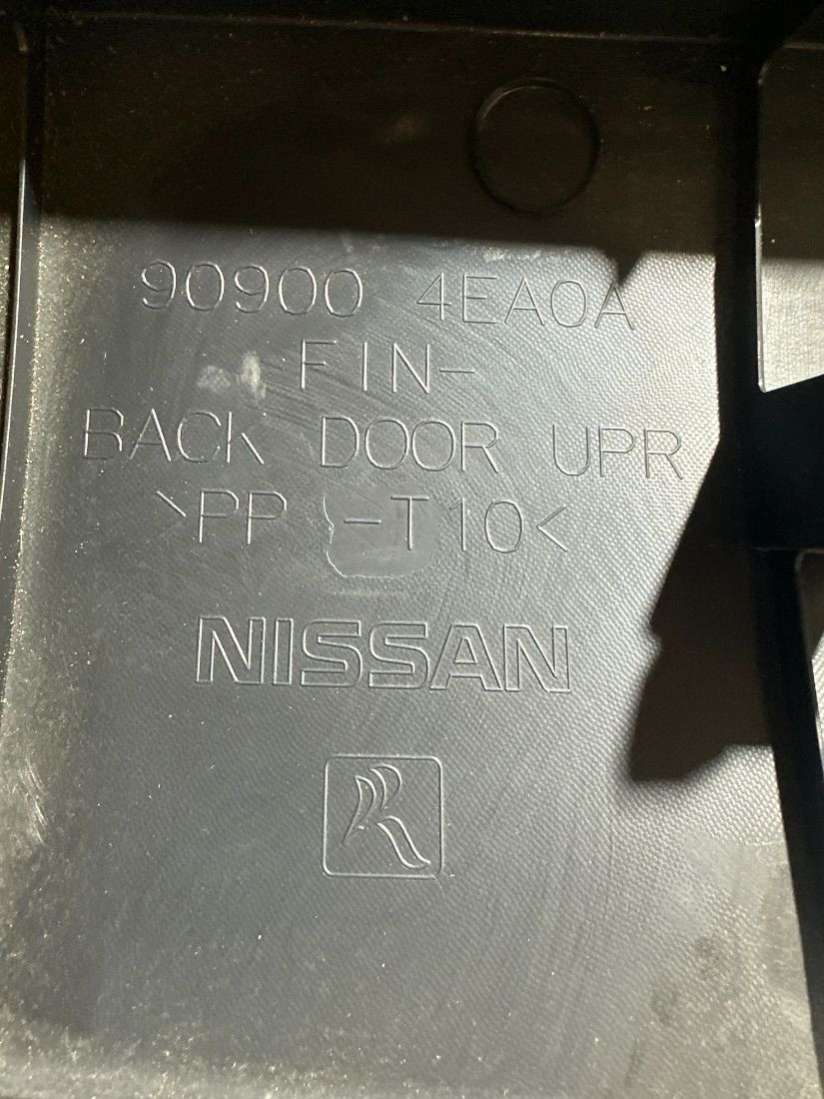 90900 4EA0A
FIN-
BACK DOOR UPR
>PP -T10<
NISSAN
R